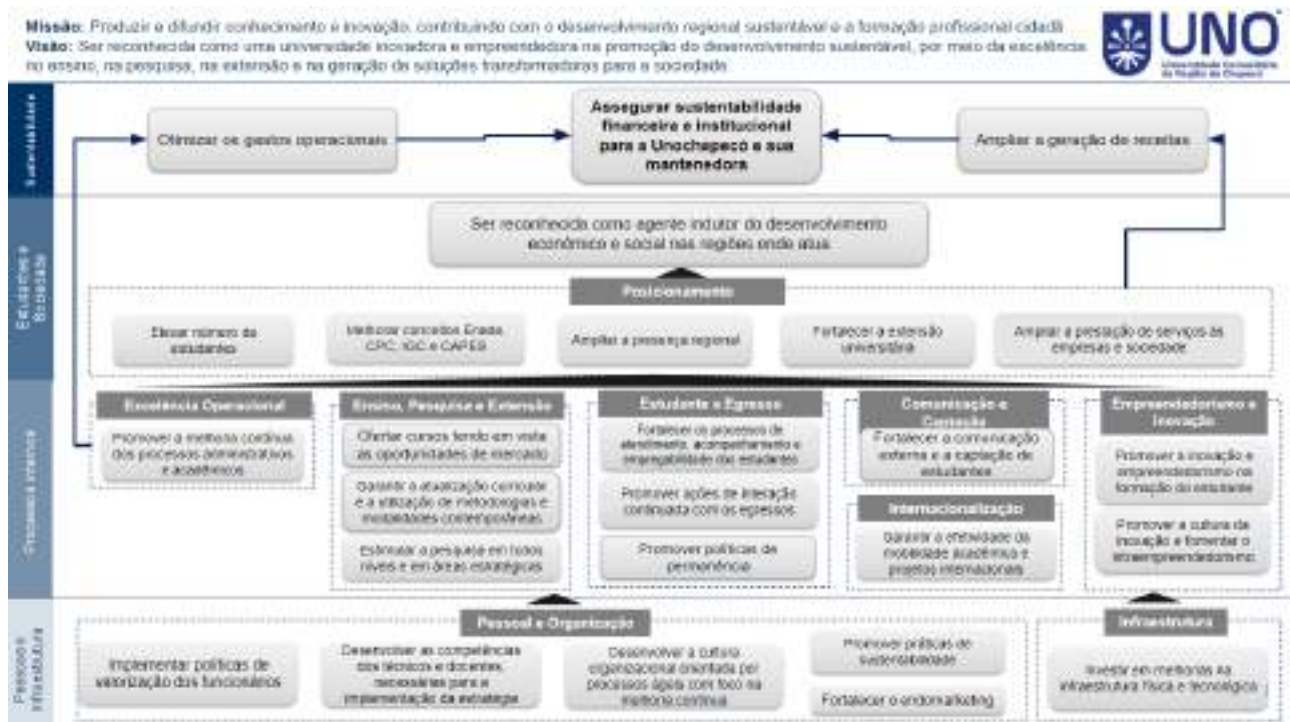 Missão: Produzir e difundir conhecimento e inovação, contribuindo com o desenvolvimento regional sustentável e a formação profissional cidadã
Visão: Ser reconhecida como uma universidade inovadora e empreendedora na promoção do desenvolvimento sustentável, por meio da excelência
no ensino, na pesquisa, na extensão e na geração de soluções transformadoras para a sociedade
UNO
Universidade Comunitária
da Região de Chapecó
Sustentabilidade
Otimizar os gastos operacionais
Assegurar sustentabilidade
financeira e institucional
para a Unochapecó e sua
mantenedora
Ampliar a geração de receitas
Estudantes e
Sociedade
Ser reconhecida como agente indutor do desenvolvimento
econômico e social nas regiões onde atua
Posicionamento
Elevar número de
estudantes
Melhorar conceitos Enade,
CPC, IGC e CAPES
Ampliar a presença regional
Fortalecer a extensão
universitária
Ampliar a prestação de serviços às
empresas e sociedade
Processos Internos
Excelência Operacional
Promover a melhoria contínua
dos processos administrativos
e acadêmicos
Ensino, Pesquisa e Extensão
Ofertar cursos tendo em vista
as oportunidades de mercado
Garantir a atualização curricular
e a utilização de metodologias e
modalidades contemporâneas
Estimular a pesquisa em todos
níveis e em áreas estratégicas
Estudante e Egresso
Fortalecer os processos de
atendimento, acompanhamento e
empregabilidade dos estudantes
Promover ações de interação
continuada com os egressos
Promover políticas de
permanência
Comunicação e
Fortalecer a comunicação
externa e a captação de
estudantes
Internacionalização
Garantir a efetividade da
mobilidade acadêmica e
projetos internacionais
Empreendedorismo e
Inovação
Promover a inovação e
empreendedorismo na
formação do estudante
Promover a cultura da
inovação e fomentar o
intraempreendedorismo
Pessoas e
Infraestrutura
Pessoal e Organização
Implementar políticas de
valorização dos funcionários
Desenvolver as competências
dos técnicos e docentes,
necessárias para a
implementação da estratégia
Desenvolver a cultura
organizacional orientada por
processos ágeis com foco na
melhoria contínua
Promover práticas de
sustentabilidade
Fortalecer o endomarketing
Infraestrutura
Investir em melhorias na
infraestrutura física e tecnológica